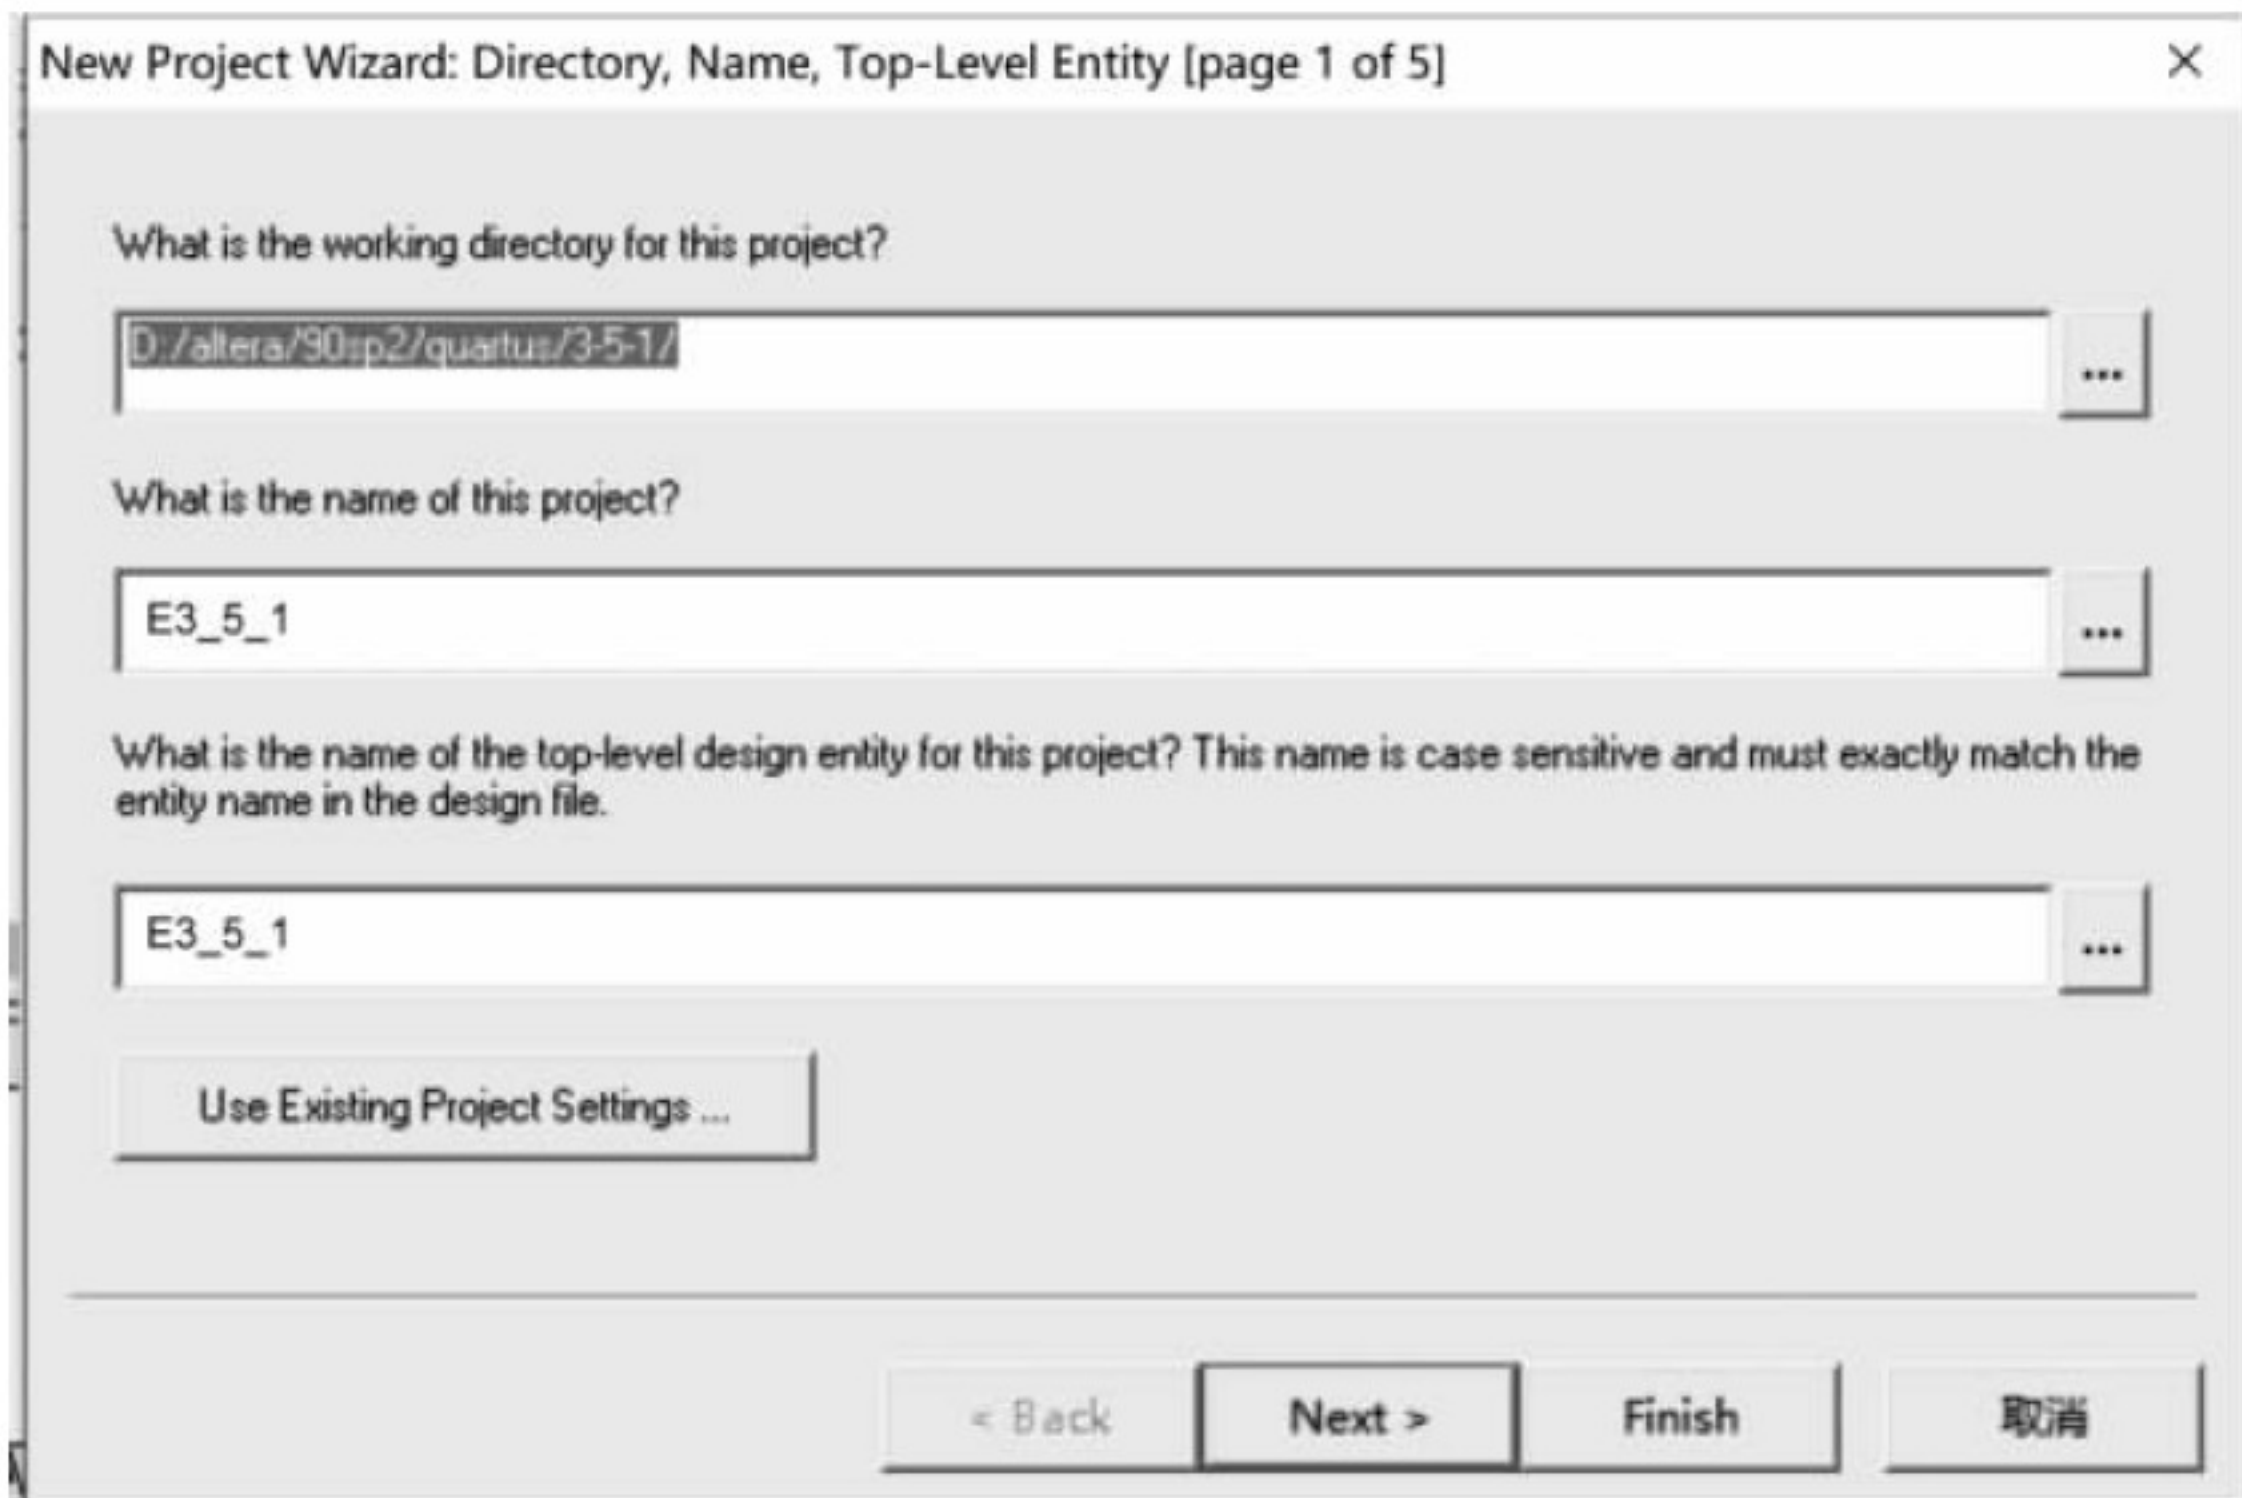 New Project Wizard: Directory, Name, Top-Level Entity [page 1 of 5]
What is the working directory for this project?
D:/altera/90sp2/quartus/3-5-1/
...
What is the name of this project?
E3_5_1
...
What is the name of the top-level design entity for this project? This name is case sensitive and must exactly match the
entity name in the design file.
E3_5_1
...
Use Existing Project Settings ...
< Back
Next >
Finish
取消